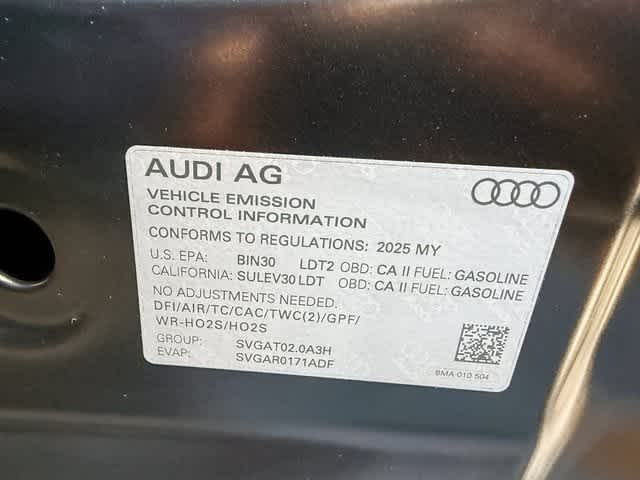 AUDI AG
VEHICLE EMISSION
CONTROL INFORMATION
CONFORMS TO REGULATIONS: 2025 MY
U.S. EPA: BIN30 LDT2 OBD: CA II FUEL: GASOLINE
CALIFORNIA: SULEV30 LDT OBD: CA II FUEL: GASOLINE
NO ADJUSTMENTS NEEDED.
DFI/AIR/TC/CAC/TWC(2)/GPF/
WR-HO2S/HO2S
GROUP: SVGAT02.0A3H
EVAP: SVGAR0171ADF
8MA 010 504